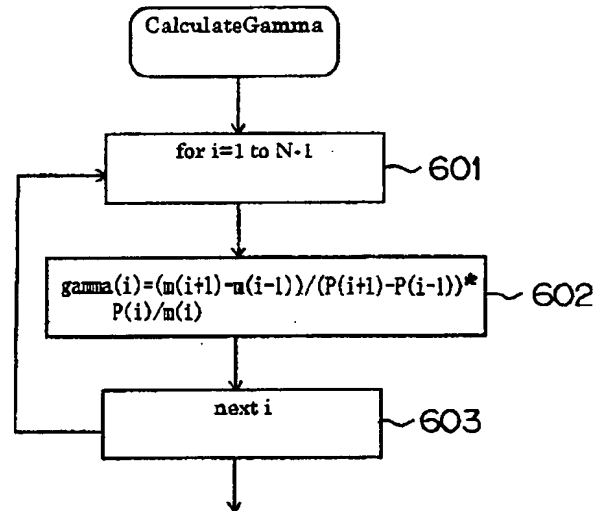 CalculateGamma
for i=1 to N-1
601
gamma(i)=(m(i+1)-m(i-1))/(P(i+1)-P(i-1))*
P(i)/m(i)
602
next i
603